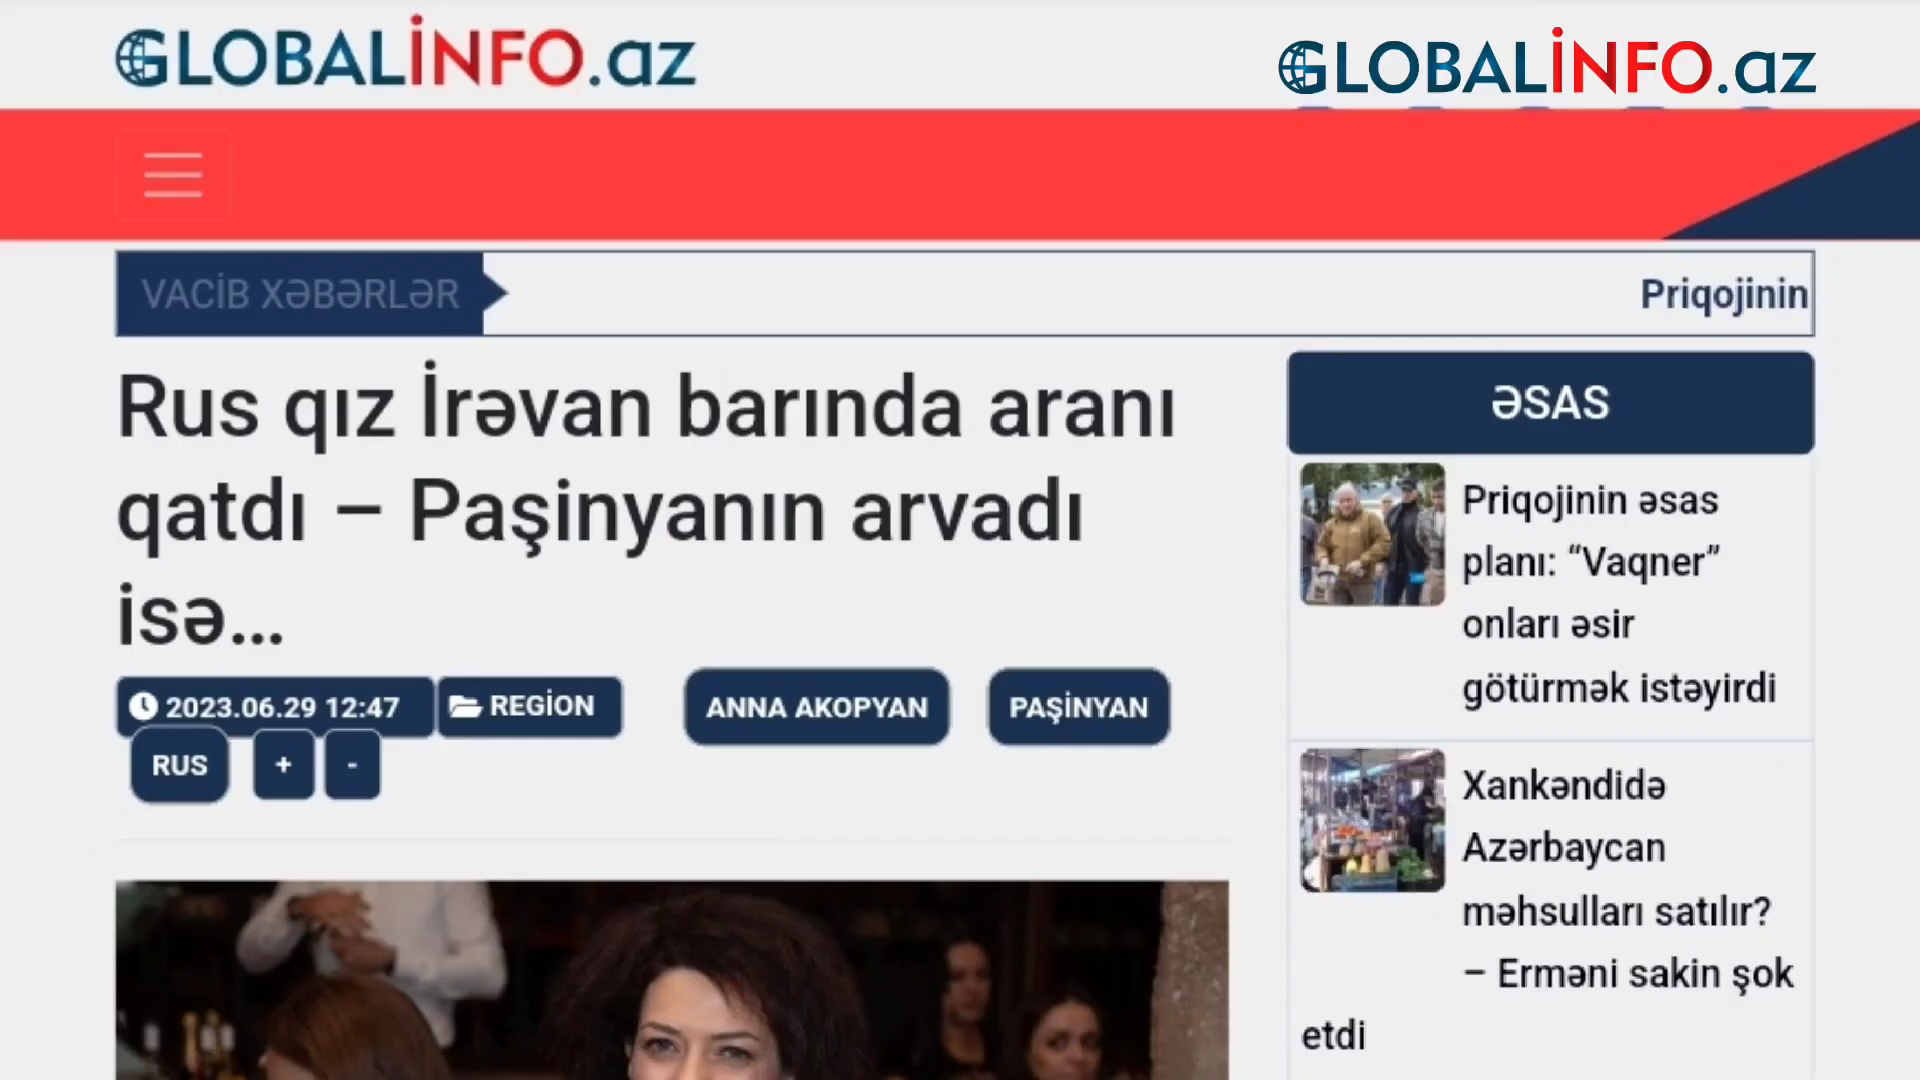 GLOBALİNFO.az
GLOBALİNFO.az
VACİB XƏBƏRLƏR
Priqojinin
Rus qız İrəvan barında aranı
qatdı – Paşinyanın arvadı
isə...
2023.06.29 12:47
REGİON
ANNA AKOPYAN
PAŞİNYAN
RUS
+
-
ƏSAS
Priqojinin əsas
planı: “Vaqner”
onları əsir
götürmək istəyirdi
Xankəndidə
Azərbaycan
məhsulları satılır?
– Erməni sakin şok
etdi